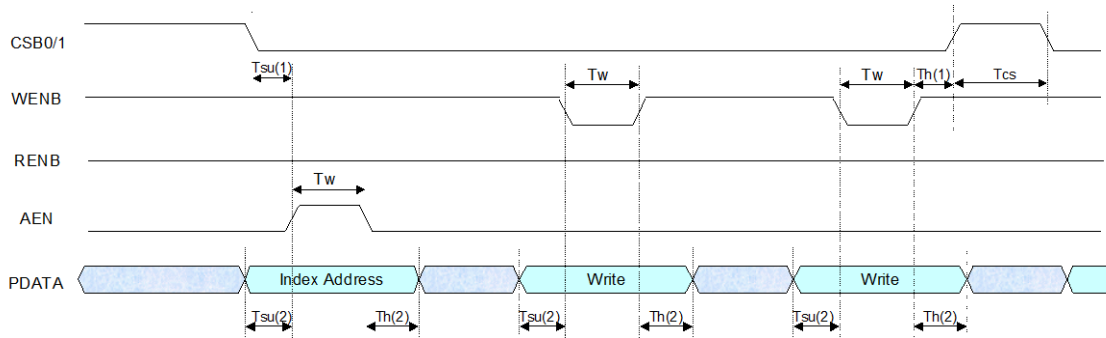 CSB0/1
Tsu(1) Tw Tw Th(1) Tcs
WENB
RENB
Tw
AEN
PDATA Index Address Write Write
Tsu(2) Th(2) Tsu(2) Th(2) Tsu(2) Th(2)